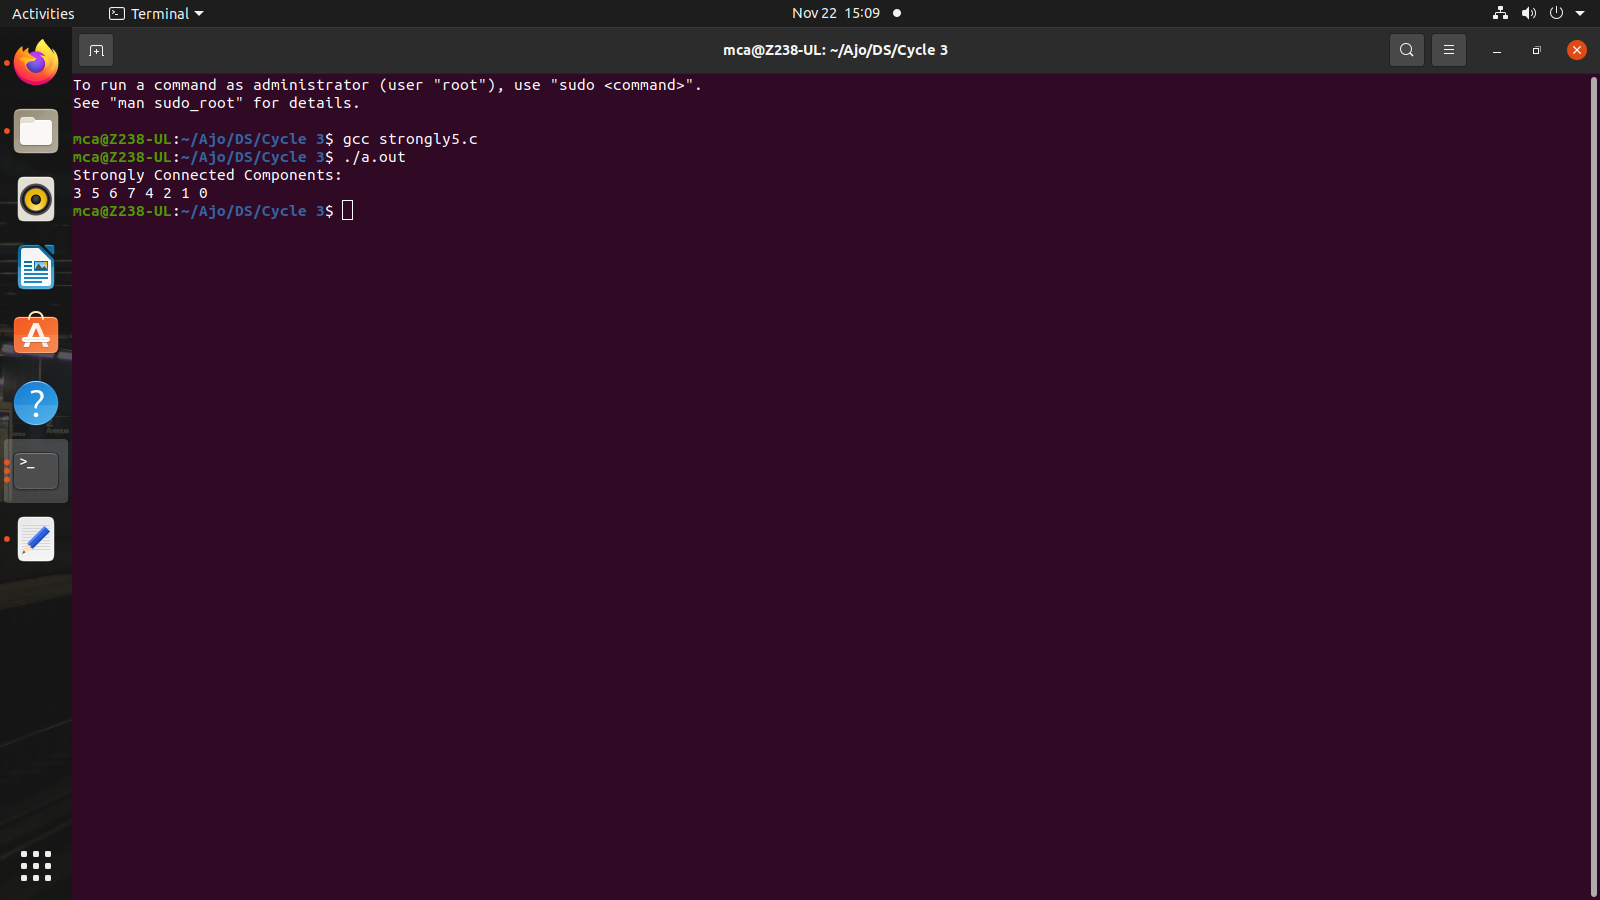 Activities Terminal Nov 22 15:09
mca@Z238-UL: ~/Ajo/DS/Cycle 3
To run a command as administrator (user "root"), use "sudo <command>".
See "man sudo_root" for details.
mca@Z238-UL:~/Ajo/DS/Cycle 3$ gcc strongly5.c
mca@Z238-UL:~/Ajo/DS/Cycle 3$ ./a.out
Strongly Connected Components:
3 5 6 7 4 2 1 0
mca@Z238-UL:~/Ajo/DS/Cycle 3$